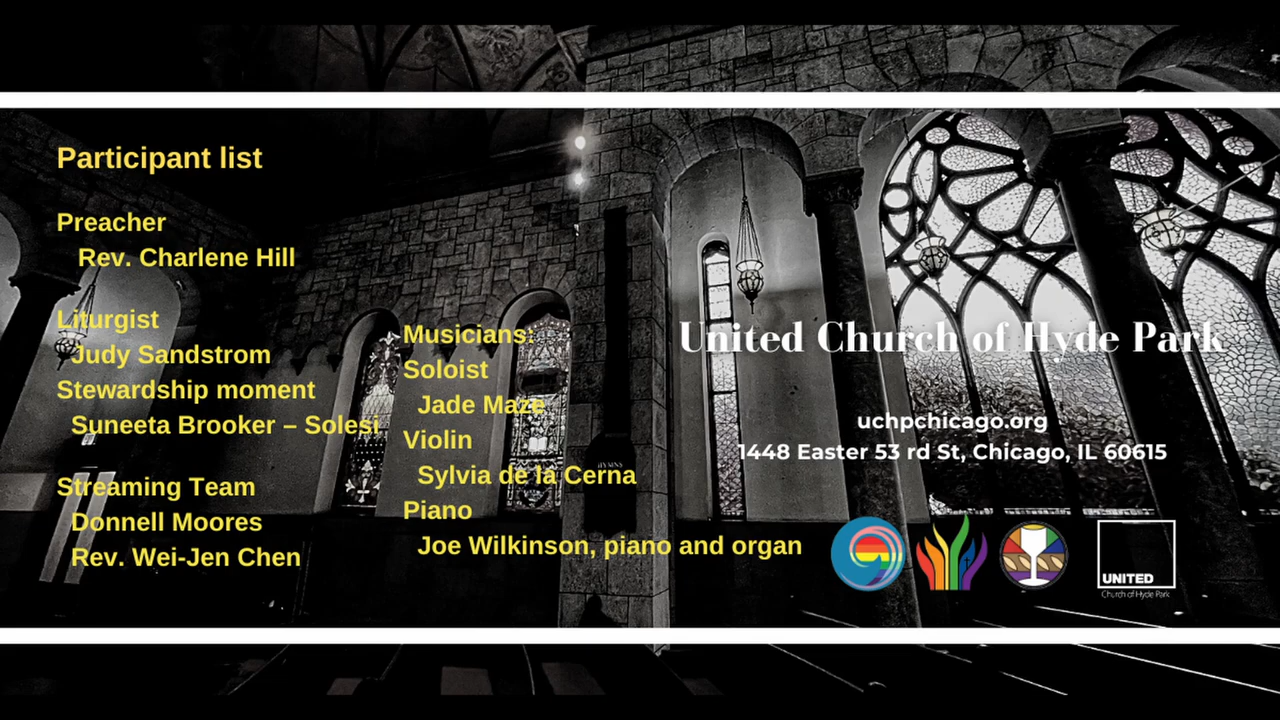 Participant list
Preacher
Rev. Charlene Hill
Liturgist
Judy Sandstrom
Stewardship moment
Suneeta Brooker – Solesi
Streaming Team
Donnell Moores
Rev. Wei-Jen Chen
Musicians:
Soloist
Jade Maze
Violin
Sylvia de la Cerna
Piano
Joe Wilkinson, piano and organ
United Church of Hyde Park
uchpchicago.org
1448 Easter 53 rd St, Chicago, IL 60615
UNITED
Church of Hyde Park
HYMNS